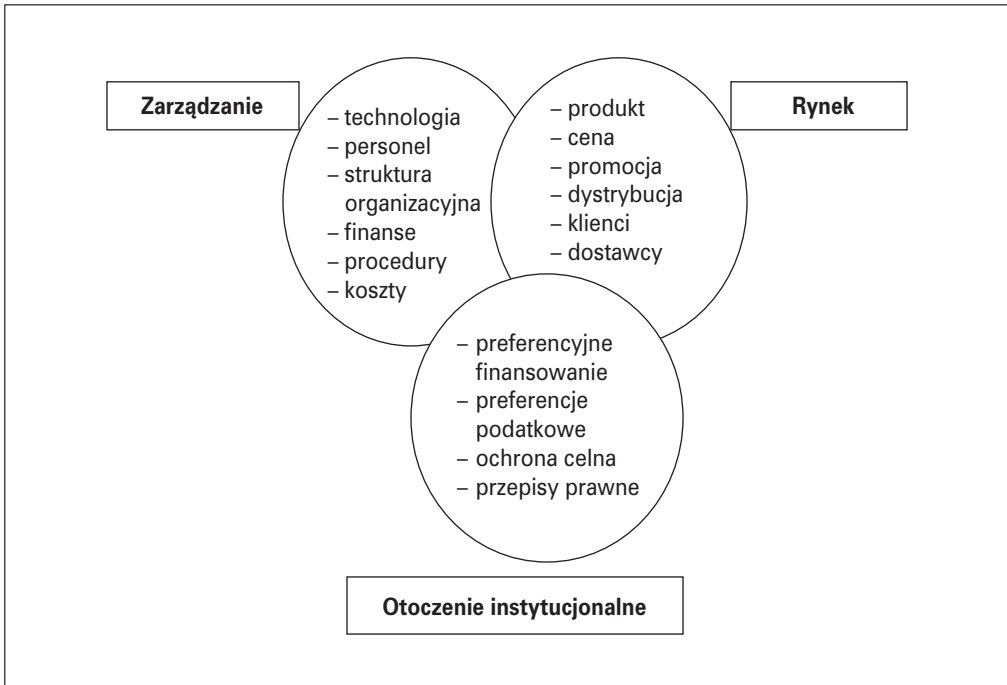 Zarządzanie
– technologia
– personel
– struktura
organizacyjna
– finanse
– procedury
– koszty
Rynek
– produkt
– cena
– promocja
– dystrybucja
– klienci
– dostawcy
– preferencyjne
finansowanie
– preferencje
podatkowe
– ochrona celna
– przepisy prawne
Otoczenie instytucjonalne